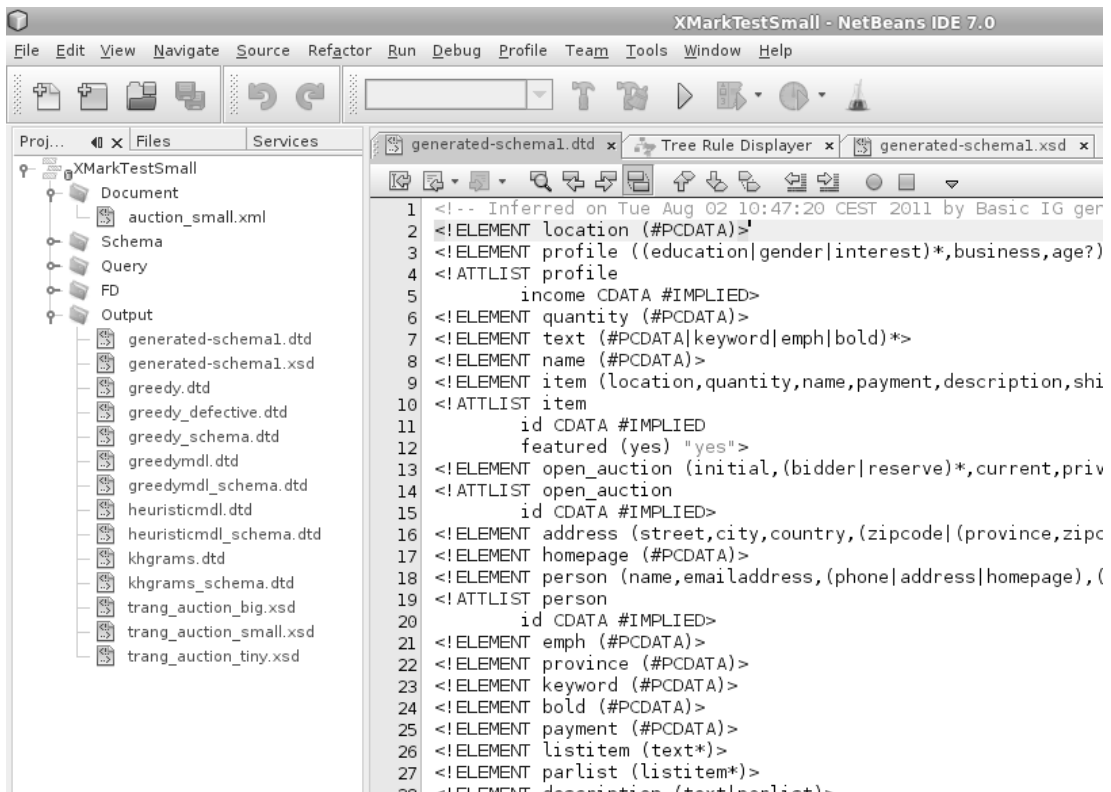 XMarkTestSmall - NetBeans IDE 7.0
File Edit View Navigate Source Refactor Run Debug Profile Team Tools Window Help
Proj... Files Services
XMarkTestSmall
Document
auction_small.xml
Schema
Query
FD
Output
generated-schema1.dtd
generated-schema1.xsd
greedy.dtd
greedy_defective.dtd
greedy_schema.dtd
greedymdl.dtd
greedymdl_schema.dtd
heuristicmdl.dtd
heuristicmdl_schema.dtd
khgrams.dtd
khgrams_schema.dtd
trang_auction_big.xsd
trang_auction_small.xsd
trang_auction_tiny.xsd
generated-schema1.dtd Tree Rule Displayer generated-schema1.xsd
1 <!-- Inferred on Tue Aug 02 10:47:20 CEST 2011 by Basic IG gen
2 <!ELEMENT location (#PCDATA)>
3 <!ELEMENT profile ((education|gender|interest)*,business,age?)
4 <!ATTLIST profile
5 income CDATA #IMPLIED>
6 <!ELEMENT quantity (#PCDATA)>
7 <!ELEMENT text (#PCDATA|keyword|emph|bold)*>
8 <!ELEMENT name (#PCDATA)>
9 <!ELEMENT item (location,quantity,name,payment,description,shi
10 <!ATTLIST item
11 id CDATA #IMPLIED
12 featured (yes) "yes">
13 <!ELEMENT open_auction (initial,(bidder|reserve)*,current,priv
14 <!ATTLIST open_auction
15 id CDATA #IMPLIED>
16 <!ELEMENT address (street,city,country,(zipcode|(province,zipc
17 <!ELEMENT homepage (#PCDATA)>
18 <!ELEMENT person (name,emailaddress,(phone|address|homepage),(
19 <!ATTLIST person
20 id CDATA #IMPLIED>
21 <!ELEMENT emph (#PCDATA)>
22 <!ELEMENT province (#PCDATA)>
23 <!ELEMENT keyword (#PCDATA)>
24 <!ELEMENT bold (#PCDATA)>
25 <!ELEMENT payment (#PCDATA)>
26 <!ELEMENT listitem (text*)>
27 <!ELEMENT parlist (listitem*)>